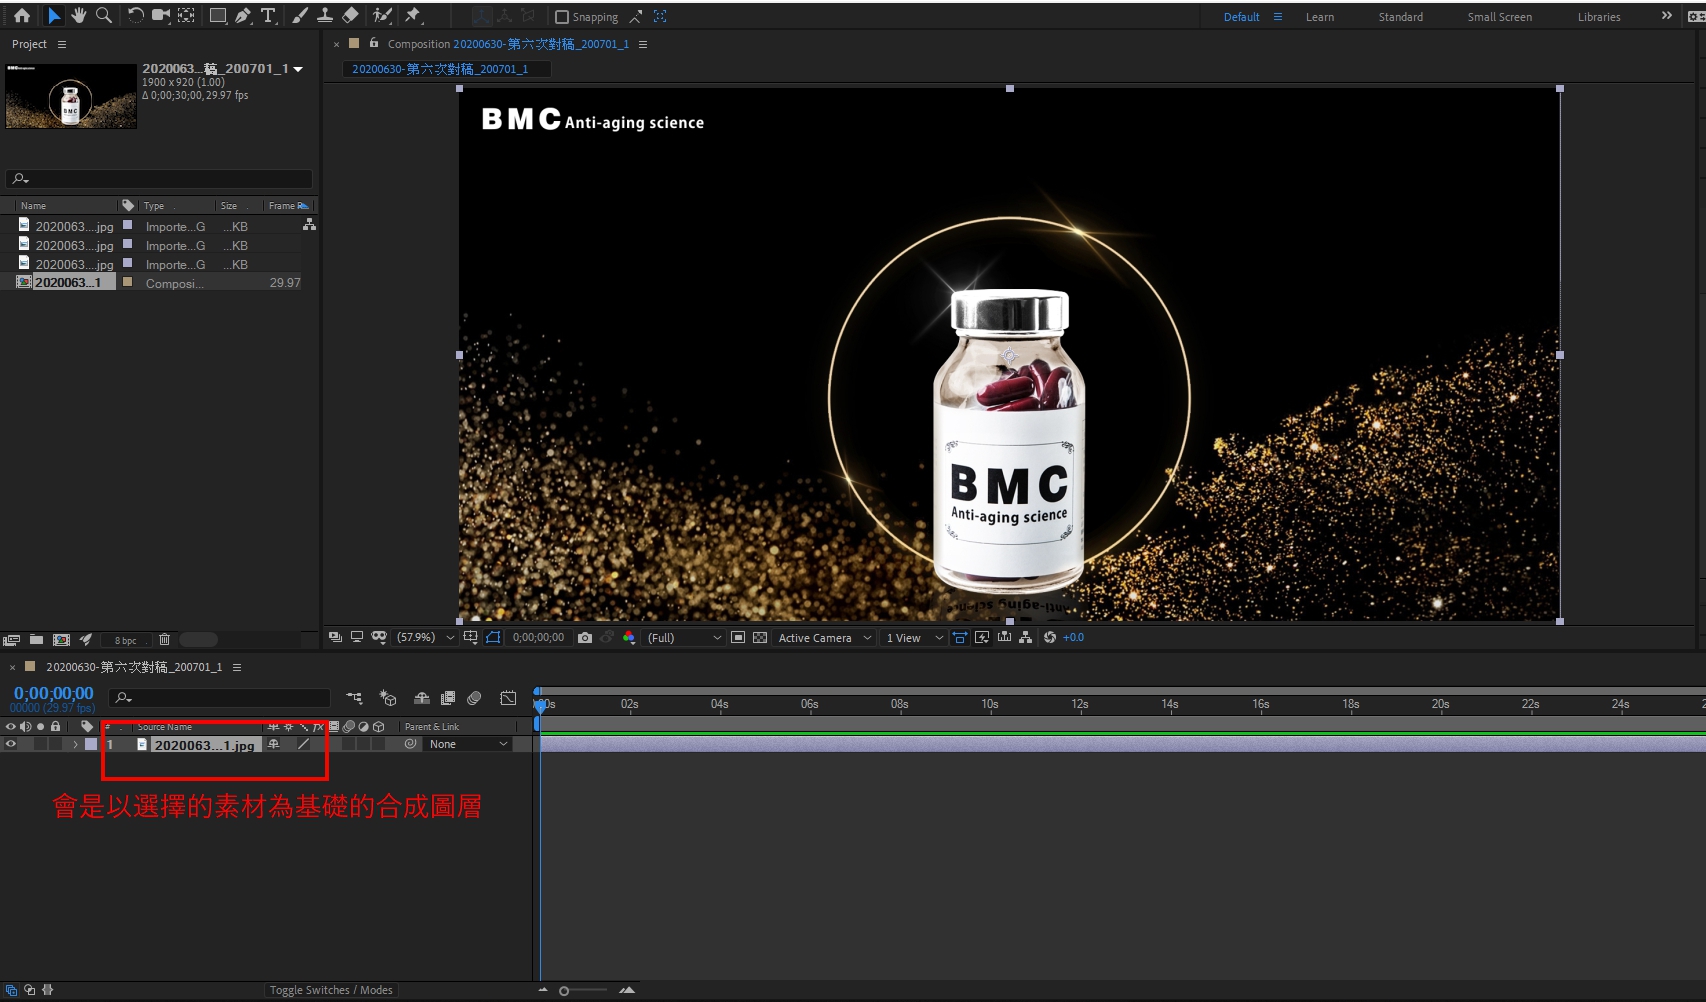 Snapping
Default
Learn
Standard
Small Screen
Libraries
Project
Composition 20200630-第六次對稿_200701_1
2020063...稿_200701_1
1900 x 920 (1.00)
Δ 0;00;30;00, 29.97 fps
20200630-第六次對稿_200701_1
BMC Anti-aging science
Name
Type
Size
Frame R
2020063....jpg Importe...G ...KB
2020063....jpg Importe...G ...KB
2020063....jpg Importe...G ...KB
2020063...1 Composi... 29.97
BMC
Anti-aging science
8 bpc
(57.9%)
0;00;00;00
(Full)
Active Camera
1 View
+0.0
20200630-第六次對稿_200701_1
0;00;00;00
00000 (29.97 fps)
:00s 02s 04s 06s 08s 10s 12s 14s 16s 18s 20s 22s 24s 2
# Source Name Parent & Link
1 2020063...1.jpg None
會是以選擇的素材為基礎的合成圖層
Toggle Switches / Modes